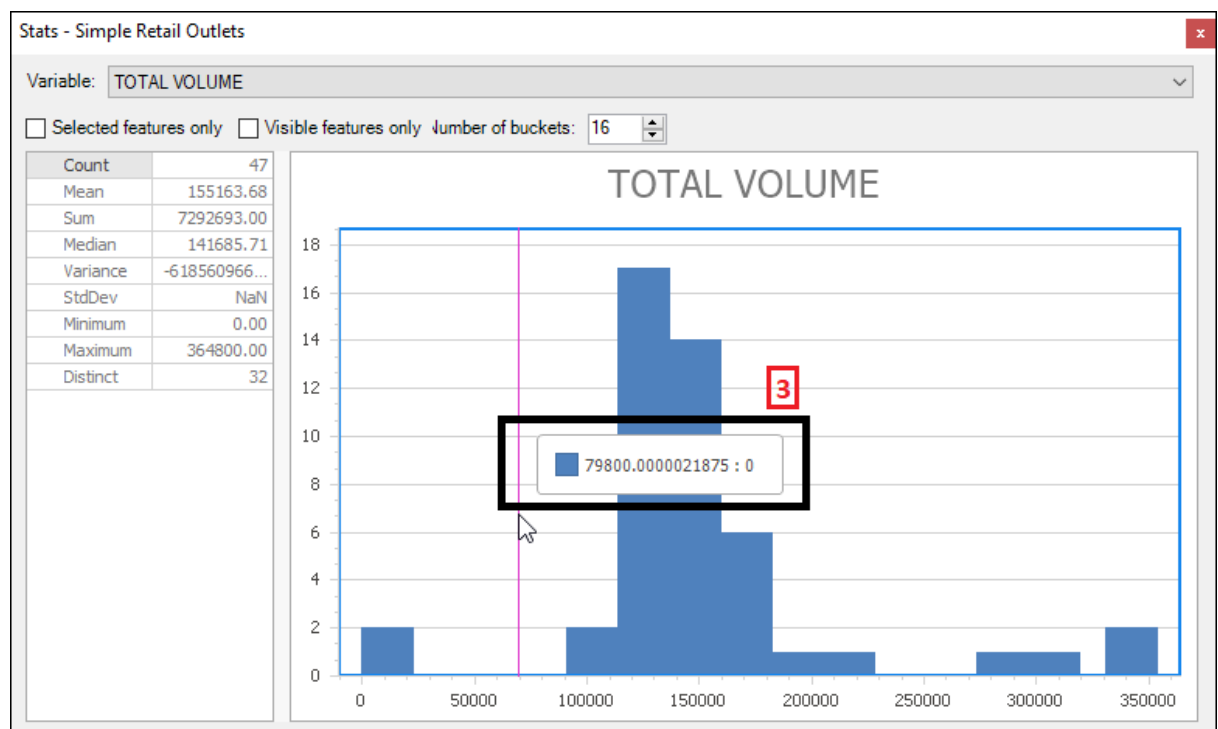 Stats - Simple Retail Outlets
x
Variable: TOTAL VOLUME
Selected features only Visible features only Number of buckets: 16
Count 47
Mean 155163.68
Sum 7292693.00
Median 141685.71
Variance -618560966...
StdDev NaN
Minimum 0.00
Maximum 364800.00
Distinct 32
TOTAL VOLUME
18
16
14
12
10
8
6
4
2
0
3
79800.0000021875 : 0
0 50000 100000 150000 200000 250000 300000 350000